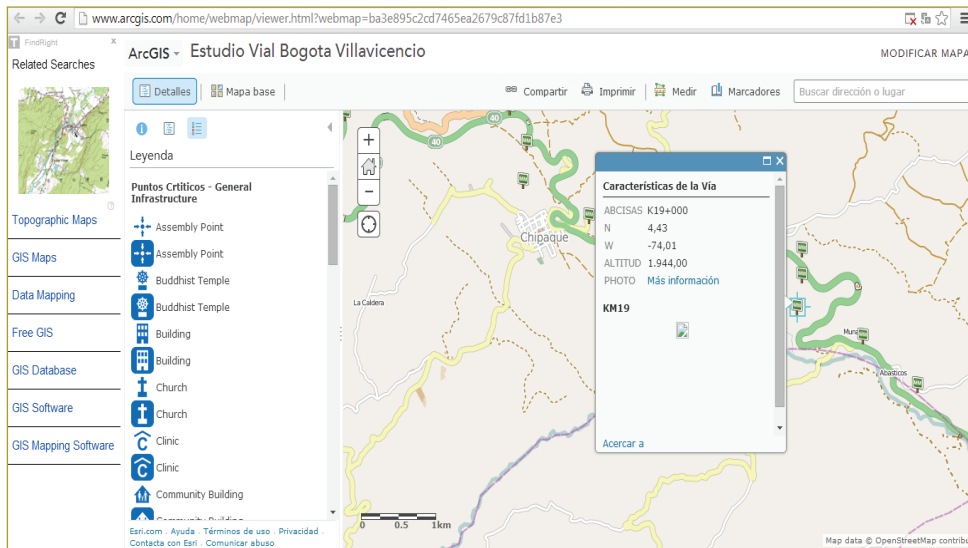 www.arcgis.com/home/webmap/viewer.html?webmap=ba3e895c2cd7465ea2679c87fd1b87e3
T FindRight x
Related Searches
Topographic Maps
GIS Maps
Data Mapping
Free GIS
GIS Database
GIS Software
GIS Mapping Software
ArcGIS Estudio Vial Bogota Villavicencio
MODIFICAR MAPA
Detalles Mapa base Compartir Imprimir Medir Marcadores Buscar dirección o lugar
Leyenda
Puntos Crtiticos - General
Infrastructure
Assembly Point
Assembly Point
Buddhist Temple
Buddhist Temple
Building
Building
Church
Church
Clinic
Clinic
Community Building
Community Building
Esri.com . Ayuda . Términos de uso . Privacidad .
Contacta con Esri . Comunicar abuso
40
40
Chipaque
La Caldera
Abasticos
0 0.5 1km
Características de la Vía
ABCISAS K19+000
N 4,43
W -74,01
ALTITUD 1.944,00
PHOTO Más información
KM19
Acercar a
Map data © OpenStreetMap contribu